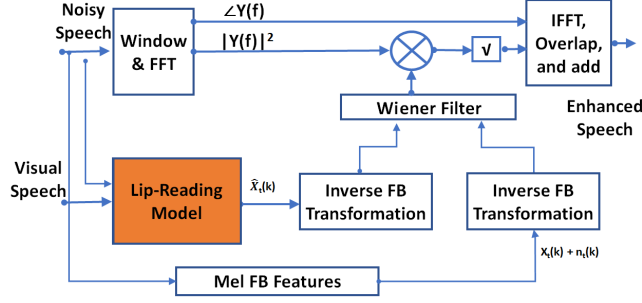 Noisy
Speech
Window
& FFT
∠Y(f)
|Y(f)|²
√
IFFT,
Overlap,
and add
Enhanced
Speech
Wiener Filter
Visual
Speech
Lip-Reading
Model
X̂ₜ(k)
Inverse FB
Transformation
Inverse FB
Transformation
Xₜ(k) + nₜ(k)
Mel FB Features